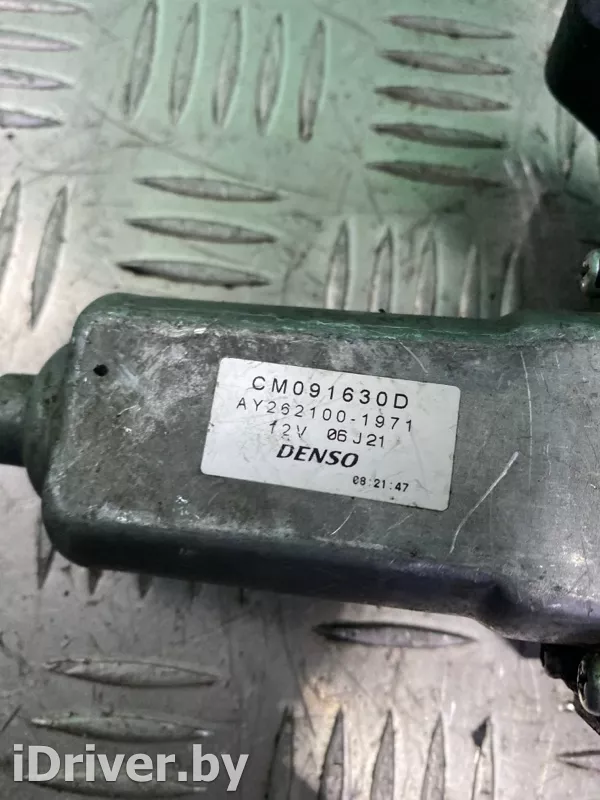 CM091630D
AY262100-1971
12V 06J21
DENSO
08:21:47
iDriver.by